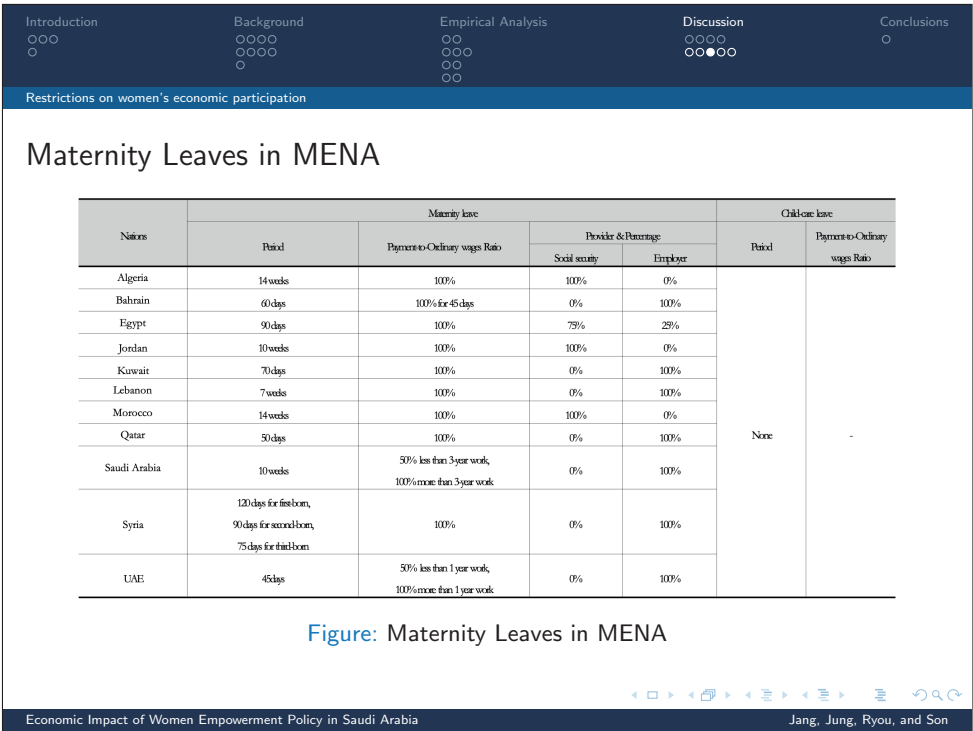 Introduction Background Empirical Analysis Discussion Conclusions
Restrictions on women's economic participation
Maternity Leaves in MENA
Nations Maternity leave Child-care leave
Period Payment-to-Ordinary wages Ratio Provider & Percentage Period Payment-to-Ordinary wages Ratio
Social security Employer
Algeria 14 weeks 100% 100% 0%
Bahrain 60 days 100% for 45 days 0% 100%
Egypt 90 days 100% 75% 25%
Jordan 10 weeks 100% 100% 0%
Kuwait 70 days 100% 0% 100%
Lebanon 7 weeks 100% 0% 100%
Morocco 14 weeks 100% 100% 0%
Qatar 50 days 100% 0% 100% None -
Saudi Arabia 10 weeks 50% less than 3-year work, 0% 100%
100% more than 3-year work
120 days for first-born,
Syria 90 days for second-born, 100% 0% 100%
75 days for third-born
UAE 45days 50% less than 1 year work, 0% 100%
100% more than 1 year work
Figure: Maternity Leaves in MENA
Economic Impact of Women Empowerment Policy in Saudi Arabia Jang, Jung, Ryou, and Son